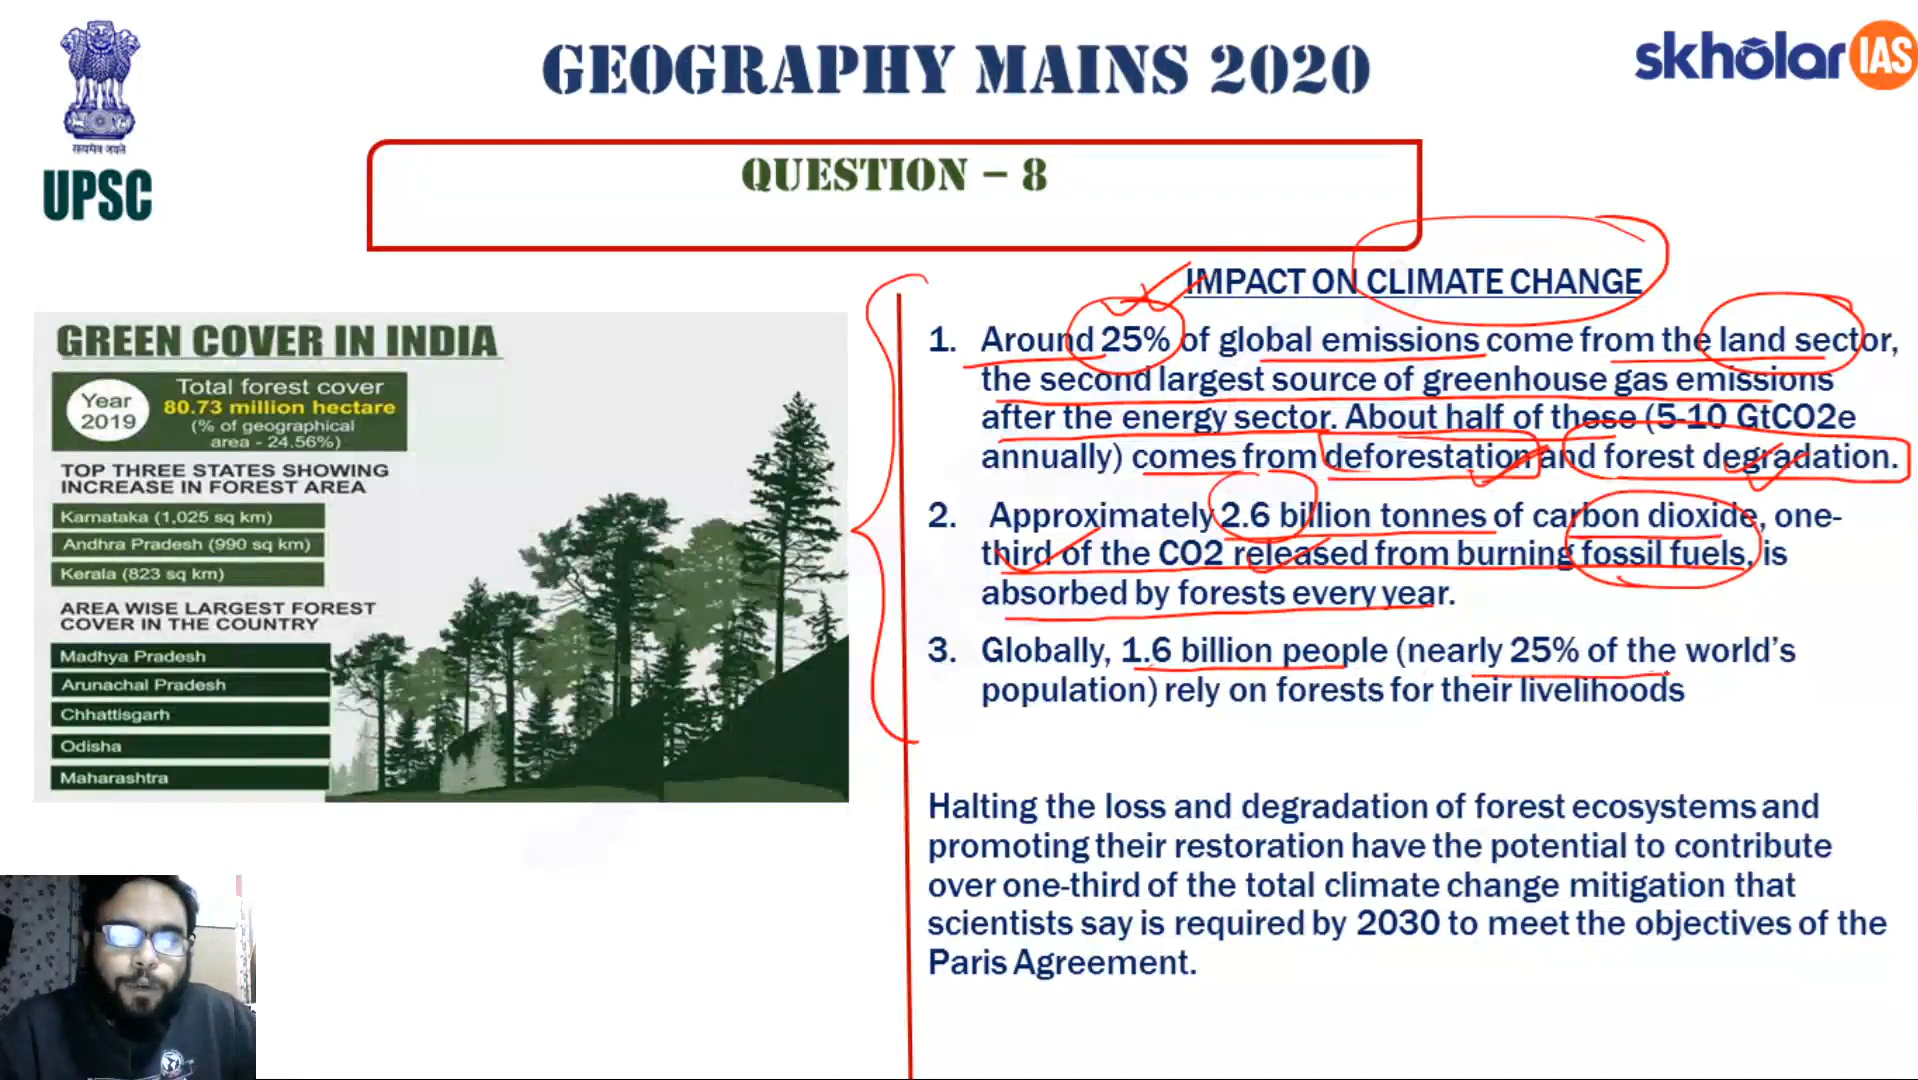 GEOGRAPHY MAINS 2020
skholar IAS
सत्यमेव जयते
UPSC
QUESTION – 8
GREEN COVER IN INDIA
Year
2019
Total forest cover
80.73 million hectare
(% of geographical
area - 24.56%)
TOP THREE STATES SHOWING
INCREASE IN FOREST AREA
Karnataka (1,025 sq km)
Andhra Pradesh (990 sq km)
Kerala (823 sq km)
AREA WISE LARGEST FOREST
COVER IN THE COUNTRY
Madhya Pradesh
Arunachal Pradesh
Chhattisgarh
Odisha
Maharashtra
IMPACT ON CLIMATE CHANGE
1. Around 25% of global emissions come from the land sector,
the second largest source of greenhouse gas emissions
after the energy sector. About half of these (5-10 GtCO2e
annually) comes from deforestation and forest degradation.
2. Approximately 2.6 billion tonnes of carbon dioxide, one-
third of the CO2 released from burning fossil fuels, is
absorbed by forests every year.
3. Globally, 1.6 billion people (nearly 25% of the world's
population) rely on forests for their livelihoods
Halting the loss and degradation of forest ecosystems and
promoting their restoration have the potential to contribute
over one-third of the total climate change mitigation that
scientists say is required by 2030 to meet the objectives of the
Paris Agreement.